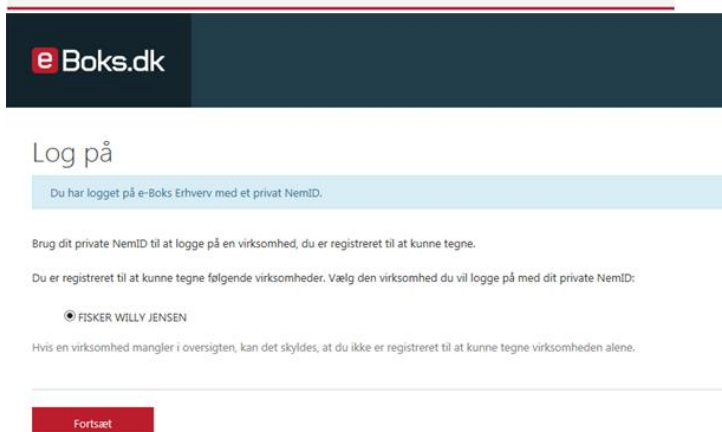 e Boks.dk
Log på
Du har logget på e-Boks Erhverv med et privat NemID.
Brug dit private NemID til at logge på en virksomhed, du er registreret til at kunne tegne.
Du er registreret til at kunne tegne følgende virksomheder. Vælg den virksomhed du vil logge på med dit private NemID:
FISKER WILLY JENSEN
Hvis en virksomhed mangler i oversigten, kan det skyldes, at du ikke er registreret til at kunne tegne virksomheden alene.
Fortsæt